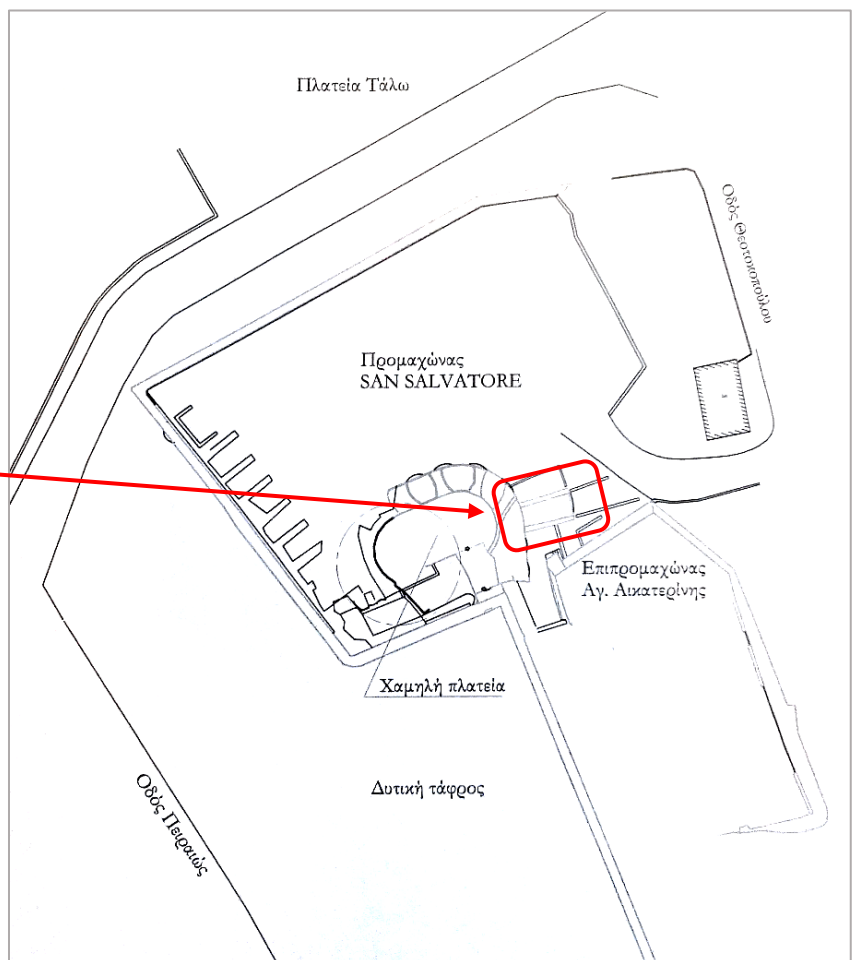 Πλατεία Τάλω
Οδός Θεοτοκοπούλου
Προμαχώνας
SAN SALVATORE
Επιπρομαχώνας
Αγ. Αικατερίνης
Χαμηλή πλατεία
Δυτική τάφρος
Οδός Πειραιώς